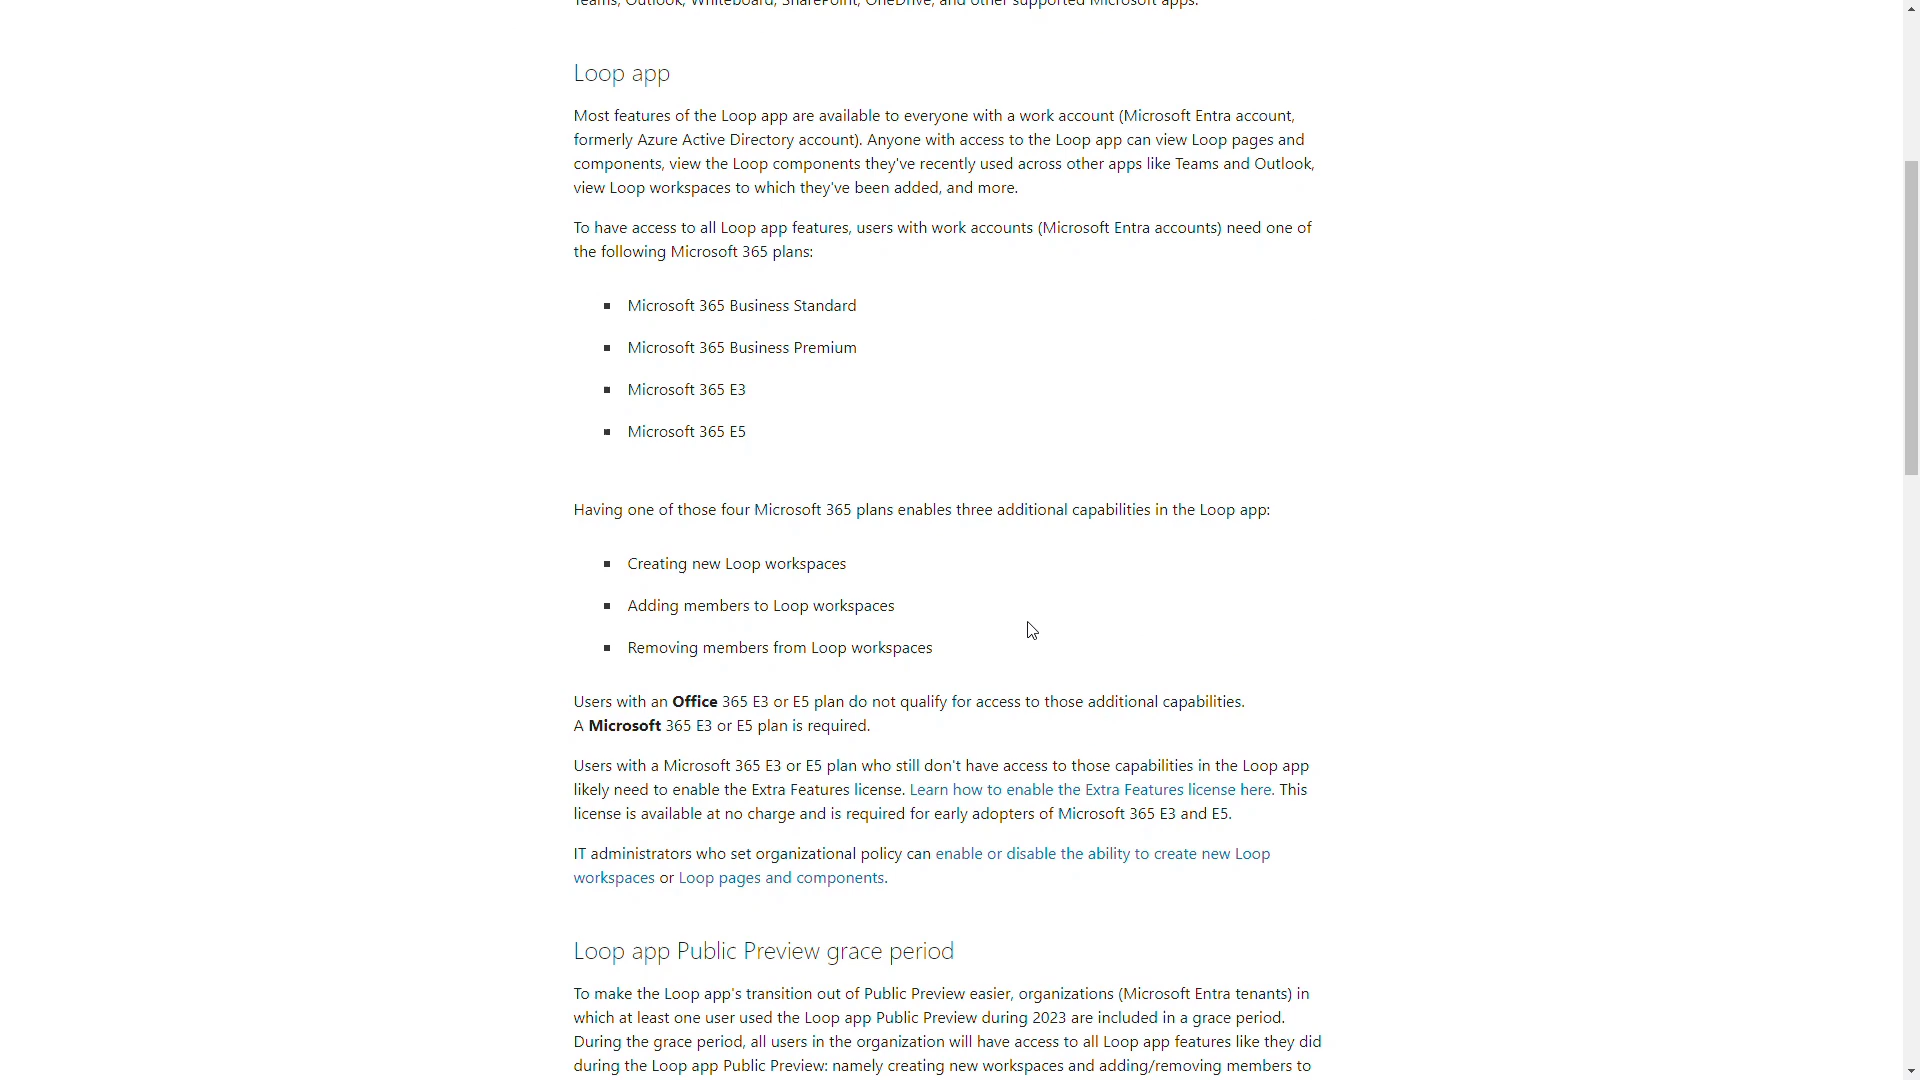 Teams, Outlook, Whiteboard, SharePoint, OneDrive, and other supported Microsoft apps.
Loop app
Most features of the Loop app are available to everyone with a work account (Microsoft Entra account,
formerly Azure Active Directory account). Anyone with access to the Loop app can view Loop pages and
components, view the Loop components they've recently used across other apps like Teams and Outlook,
view Loop workspaces to which they've been added, and more.
To have access to all Loop app features, users with work accounts (Microsoft Entra accounts) need one of
the following Microsoft 365 plans:
Microsoft 365 Business Standard
Microsoft 365 Business Premium
Microsoft 365 E3
Microsoft 365 E5
Having one of those four Microsoft 365 plans enables three additional capabilities in the Loop app:
Creating new Loop workspaces
Adding members to Loop workspaces
Removing members from Loop workspaces
Users with an Office 365 E3 or E5 plan do not qualify for access to those additional capabilities.
A Microsoft 365 E3 or E5 plan is required.
Users with a Microsoft 365 E3 or E5 plan who still don't have access to those capabilities in the Loop app
likely need to enable the Extra Features license. Learn how to enable the Extra Features license here. This
license is available at no charge and is required for early adopters of Microsoft 365 E3 and E5.
IT administrators who set organizational policy can enable or disable the ability to create new Loop
workspaces or Loop pages and components.
Loop app Public Preview grace period
To make the Loop app's transition out of Public Preview easier, organizations (Microsoft Entra tenants) in
which at least one user used the Loop app Public Preview during 2023 are included in a grace period.
During the grace period, all users in the organization will have access to all Loop app features like they did
during the Loop app Public Preview: namely creating new workspaces and adding/removing members to